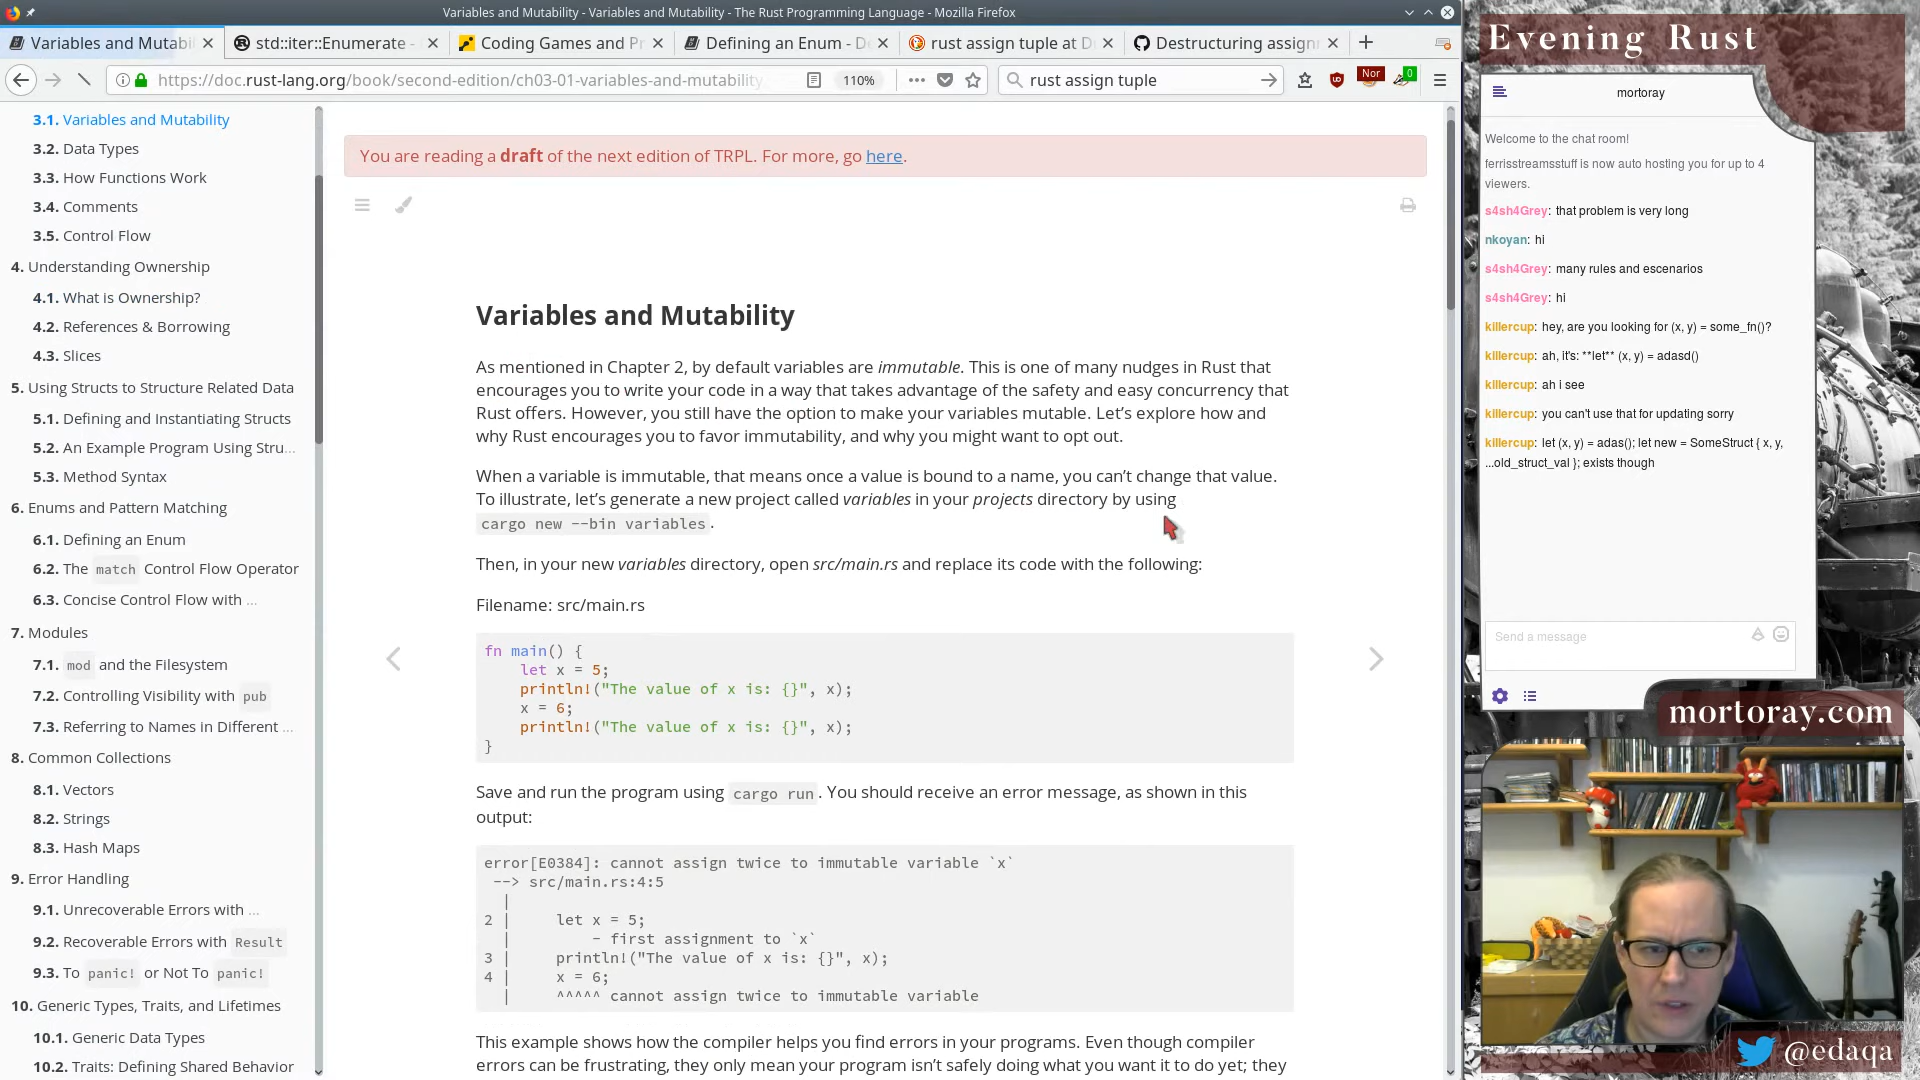 Variables and Mutability - Variables and Mutability - The Rust Programming Language - Mozilla Firefox
Variables and Mutabil
std::iter::Enumerate -
Coding Games and Pr
Defining an Enum - D
rust assign tuple at D
Destructuring assign
https://doc.rust-lang.org/book/second-edition/ch03-01-variables-and-mutability
110%
rust assign tuple
Nor
0
3.1. Variables and Mutability
3.2. Data Types
3.3. How Functions Work
3.4. Comments
3.5. Control Flow
4. Understanding Ownership
4.1. What is Ownership?
4.2. References & Borrowing
4.3. Slices
5. Using Structs to Structure Related Data
5.1. Defining and Instantiating Structs
5.2. An Example Program Using Stru...
5.3. Method Syntax
6. Enums and Pattern Matching
6.1. Defining an Enum
6.2. The match Control Flow Operator
6.3. Concise Control Flow with ...
7. Modules
7.1. mod and the Filesystem
7.2. Controlling Visibility with pub
7.3. Referring to Names in Different ...
8. Common Collections
8.1. Vectors
8.2. Strings
8.3. Hash Maps
9. Error Handling
9.1. Unrecoverable Errors with ...
9.2. Recoverable Errors with Result
9.3. To panic! or Not To panic!
10. Generic Types, Traits, and Lifetimes
10.1. Generic Data Types
10.2. Traits: Defining Shared Behavior
You are reading a draft of the next edition of TRPL. For more, go here.
Variables and Mutability
As mentioned in Chapter 2, by default variables are immutable. This is one of many nudges in Rust that
encourages you to write your code in a way that takes advantage of the safety and easy concurrency that
Rust offers. However, you still have the option to make your variables mutable. Let’s explore how and
why Rust encourages you to favor immutability, and why you might want to opt out.
When a variable is immutable, that means once a value is bound to a name, you can’t change that value.
To illustrate, let’s generate a new project called variables in your projects directory by using
cargo new --bin variables.
Then, in your new variables directory, open src/main.rs and replace its code with the following:
Filename: src/main.rs
fn main() {
    let x = 5;
    println!("The value of x is: {}", x);
    x = 6;
    println!("The value of x is: {}", x);
}
Save and run the program using cargo run. You should receive an error message, as shown in this
output:
error[E0384]: cannot assign twice to immutable variable `x`
 --> src/main.rs:4:5
  |
2 |     let x = 5;
  |         - first assignment to `x`
3 |     println!("The value of x is: {}", x);
4 |     x = 6;
  |     ^^^^^ cannot assign twice to immutable variable
This example shows how the compiler helps you find errors in your programs. Even though compiler
errors can be frustrating, they only mean your program isn’t safely doing what you want it to do yet; they
Evening Rust
mortoray
Welcome to the chat room!
ferrisstreamsstuff is now auto hosting you for up to 4
viewers.
s4sh4Grey: that problem is very long
nkoyan: hi
s4sh4Grey: many rules and escenarios
s4sh4Grey: hi
killercup: hey, are you looking for (x, y) = some_fn()?
killercup: ah, it's: **let** (x, y) = adasd()
killercup: ah i see
killercup: you can't use that for updating sorry
killercup: let (x, y) = adas(); let new = SomeStruct { x, y,
...old_struct_val }; exists though
Send a message
mortoray.com
@edaqa